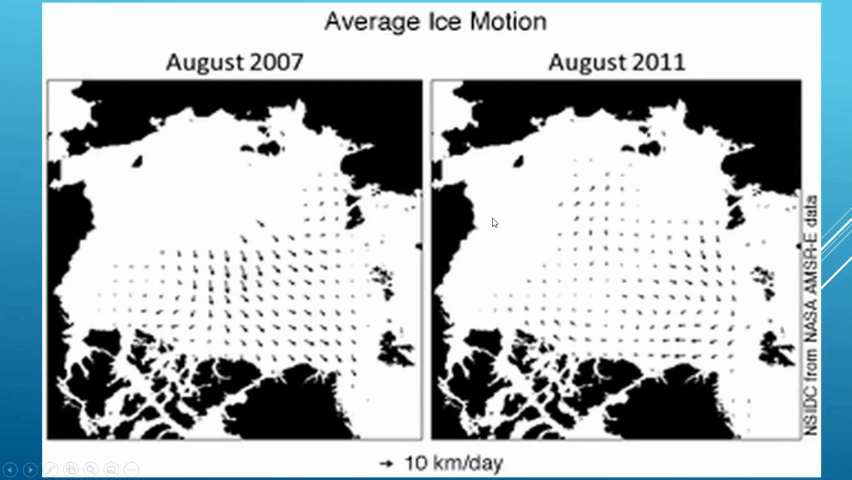 Average Ice Motion
August 2007
August 2011
NSIDC from NASA AMSR-E data
10 km/day